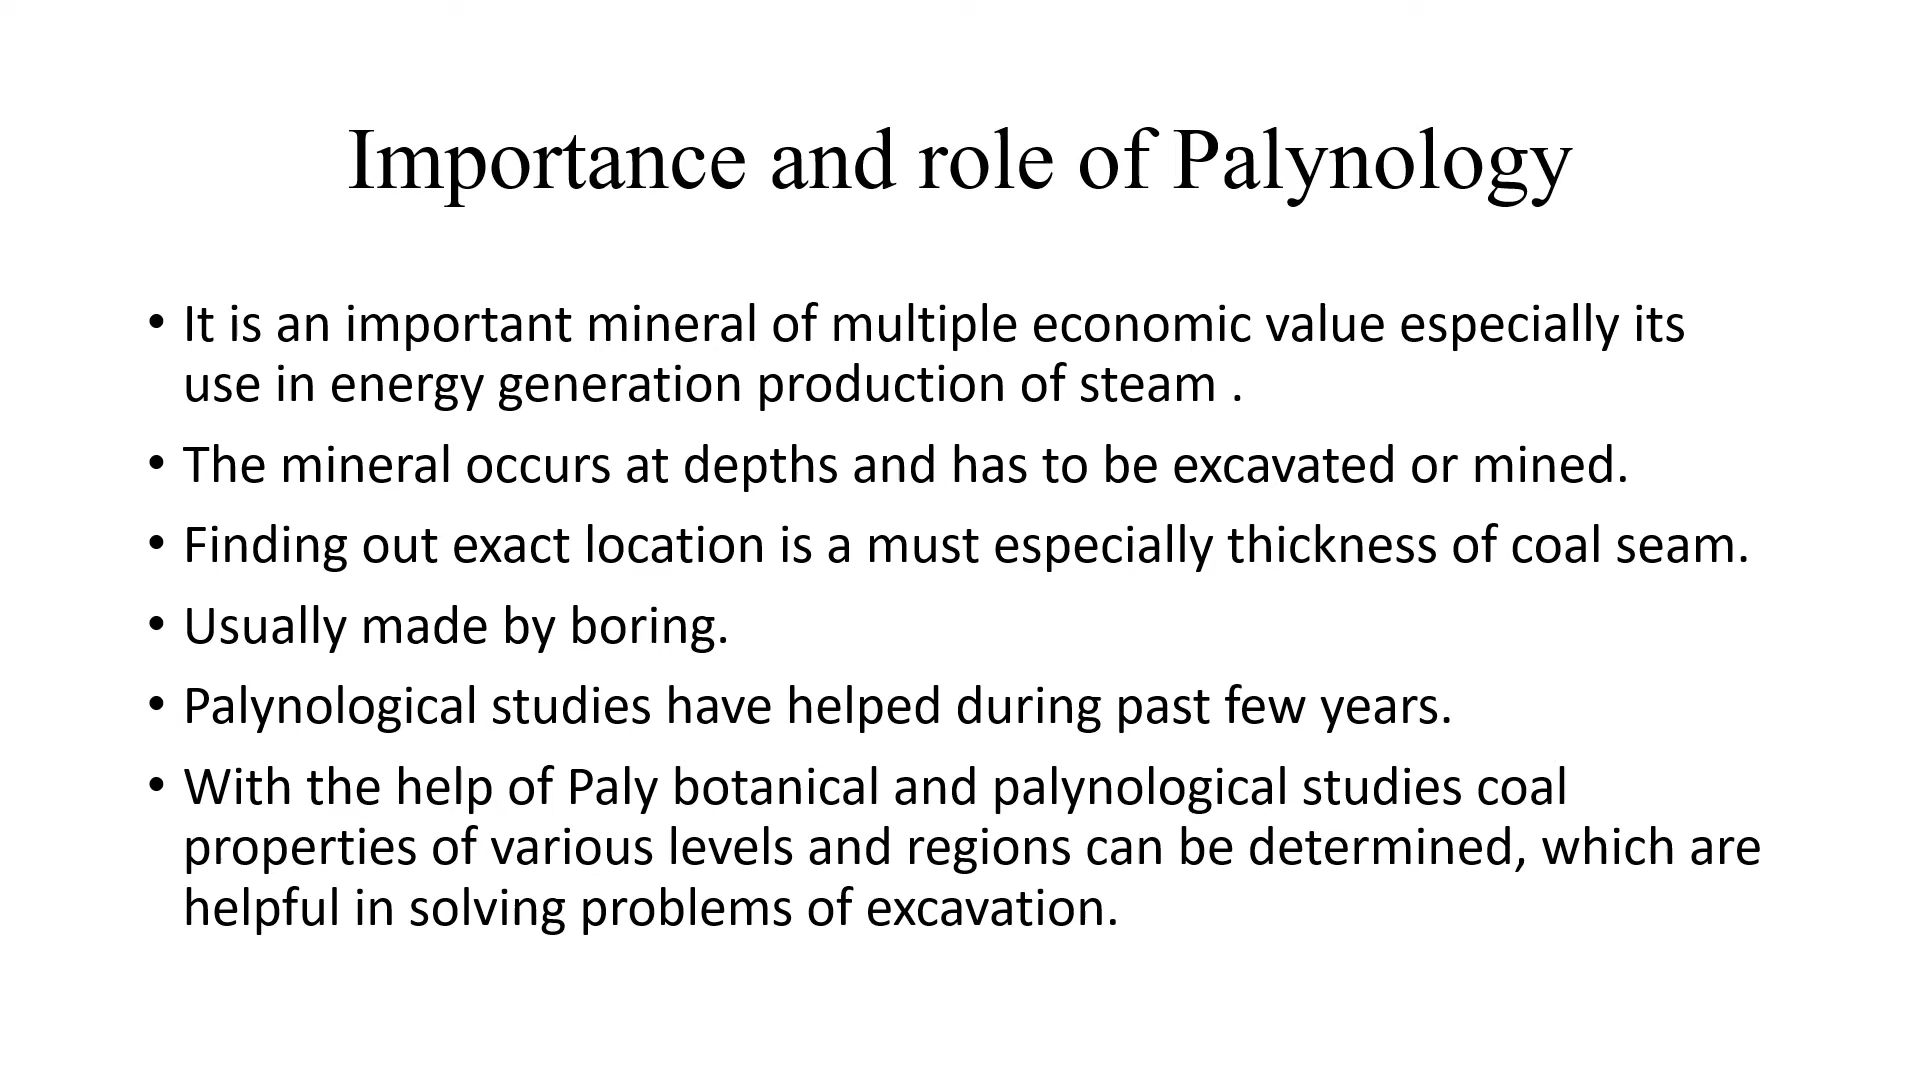 Importance and role of Palynology
• It is an important mineral of multiple economic value especially its
use in energy generation production of steam .
• The mineral occurs at depths and has to be excavated or mined.
• Finding out exact location is a must especially thickness of coal seam.
• Usually made by boring.
• Palynological studies have helped during past few years.
• With the help of Paly botanical and palynological studies coal
properties of various levels and regions can be determined, which are
helpful in solving problems of excavation.